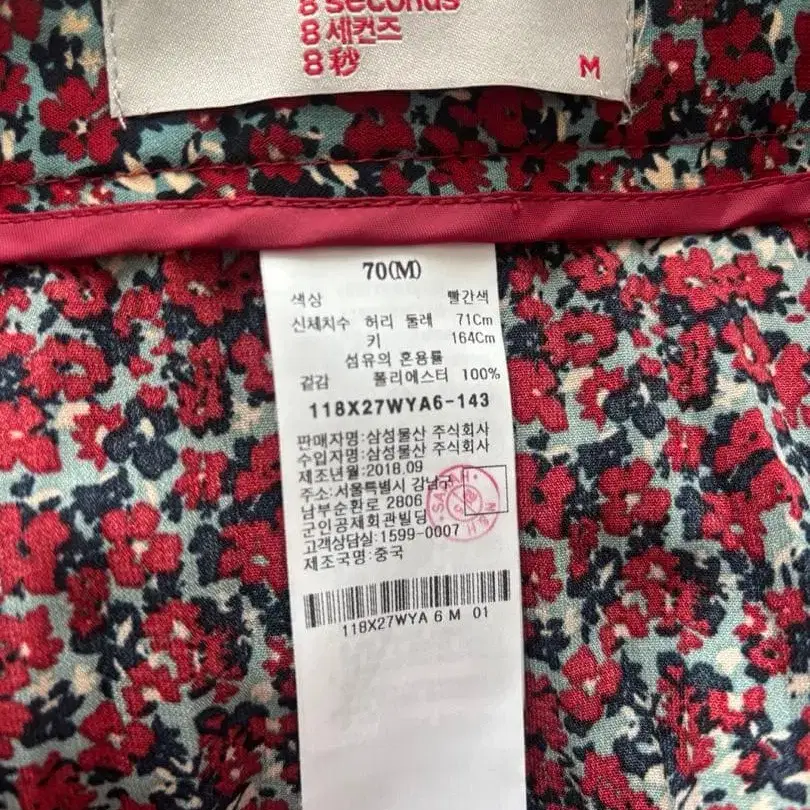 8 seconds
8 세컨즈
8秒
M
70(M)
색상 빨간색
신체치수 허리 둘레 71Cm
키 164Cm
섬유의 혼용률
겉감 폴리에스터 100%
118X27WYA6-143
판매자명:삼성물산 주식회사
수입자명:삼성물산 주식회사
제조년월:2018.09
주소:서울특별시 강남구
남부순환로 2806
군인공제회관빌딩
고객상담실:1599-0007
제조국명:중국
118X27WYA 6 M 01